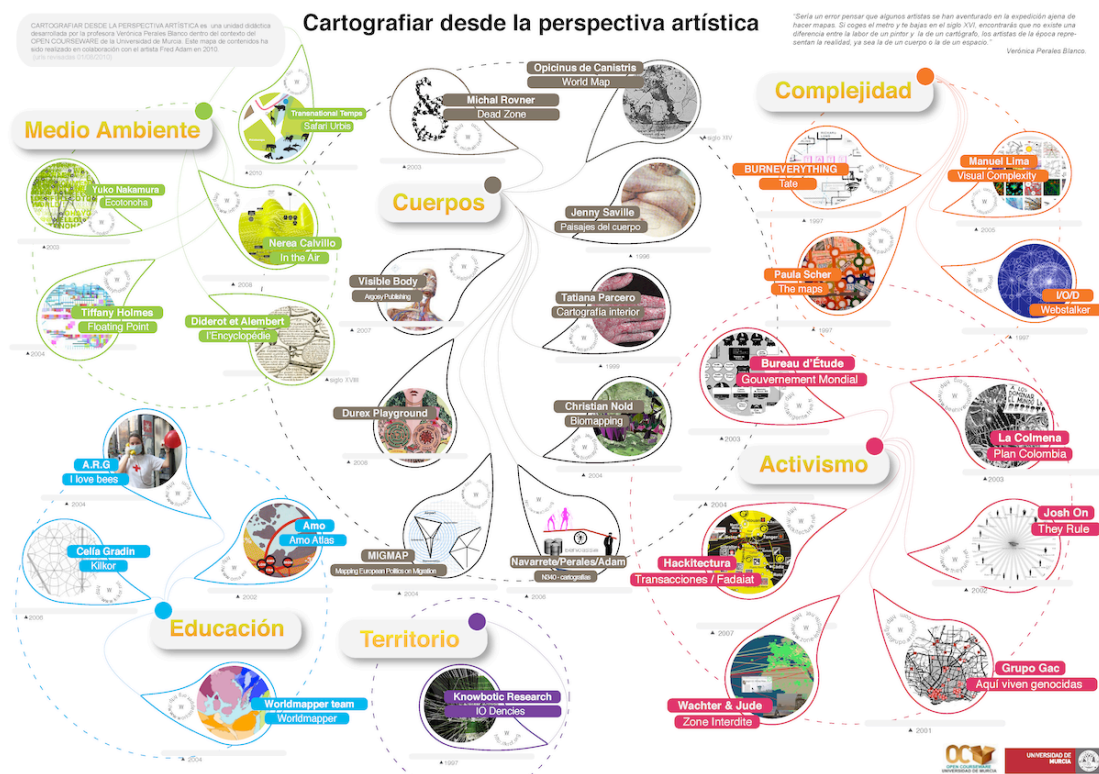 Cartografiar desde la perspectiva artística
CARTOGRAFIAR DESDE LA PERSPECTIVA ARTÍSTICA es una unidad didáctica
desarrollada por la profesora Verónica Perales Blanco dentro del contexto del
OPEN COURSEWARE de la Universidad de Murcia. Este mapa de contenidos ha
sido realizado en colaboración con el artista Fred Adam en 2010.
"Sería un error pensar que algunos artistas se han aventurado en la expedición ajena de
hacer mapas. Si coges el metro y te bajas en el siglo XVI, encontrarás que no existe una
diferencia entre la labor de un pintor y la de un cartógrafo, los artistas de la época repre-
sentan la realidad, ya sea la de un cuerpo o la de un espacio."
Verónica Perales Blanco.
Medio Ambiente
Transnational Temps
Safari Urbis
2010
Yuko Nakamura
Ecotonoha
2003
Nerea Calvillo
In the Air
2008
Tiffany Holmes
Floating Point
2004
Diderot et Alembert
l'Encyclopédie
siglo XVIII
Cuerpos
Michal Rovner
Dead Zone
2003
Opicinus de Canistris
World Map
siglo XIV
Jenny Saville
Paisajes del cuerpo
1998
Visible Body
Argosy Publishing
2007
Tatiana Parcero
Cartografía interior
1999
Durex Playground
2006
Christian Nold
Biomapping
2004
MIGMAP
Mapping European Politics on Migration
2004
Navarrete/Perales/Adam
N340 - cartografías
2006
Complejidad
BURNEVERYTHING
Tate
1997
Manuel Lima
Visual Complexity
2005
Paula Scher
The maps
1997
I/O/D
Webstalker
1997
Activismo
Bureau d'Étude
Gouvernement Mondial
2003
La Colmena
Plan Colombia
2003
Hackitectura
Transacciones / Fadaiat
2004
Josh On
They Rule
2002
Wachter & Jude
Zone Interdite
2007
Grupo Gac
Aquí viven genocidas
2001
Educación
A.R.G
I love bees
2004
Celía Gradin
Kilkor
2006
Amo
Amo Atlas
2002
Worldmapper team
Worldmapper
2004
Territorio
Knowbotic Research
IO Dencies
1997
OPEN COURSEWARE
UNIVERSIDAD DE MURCIA
UNIVERSIDAD DE
MURCIA